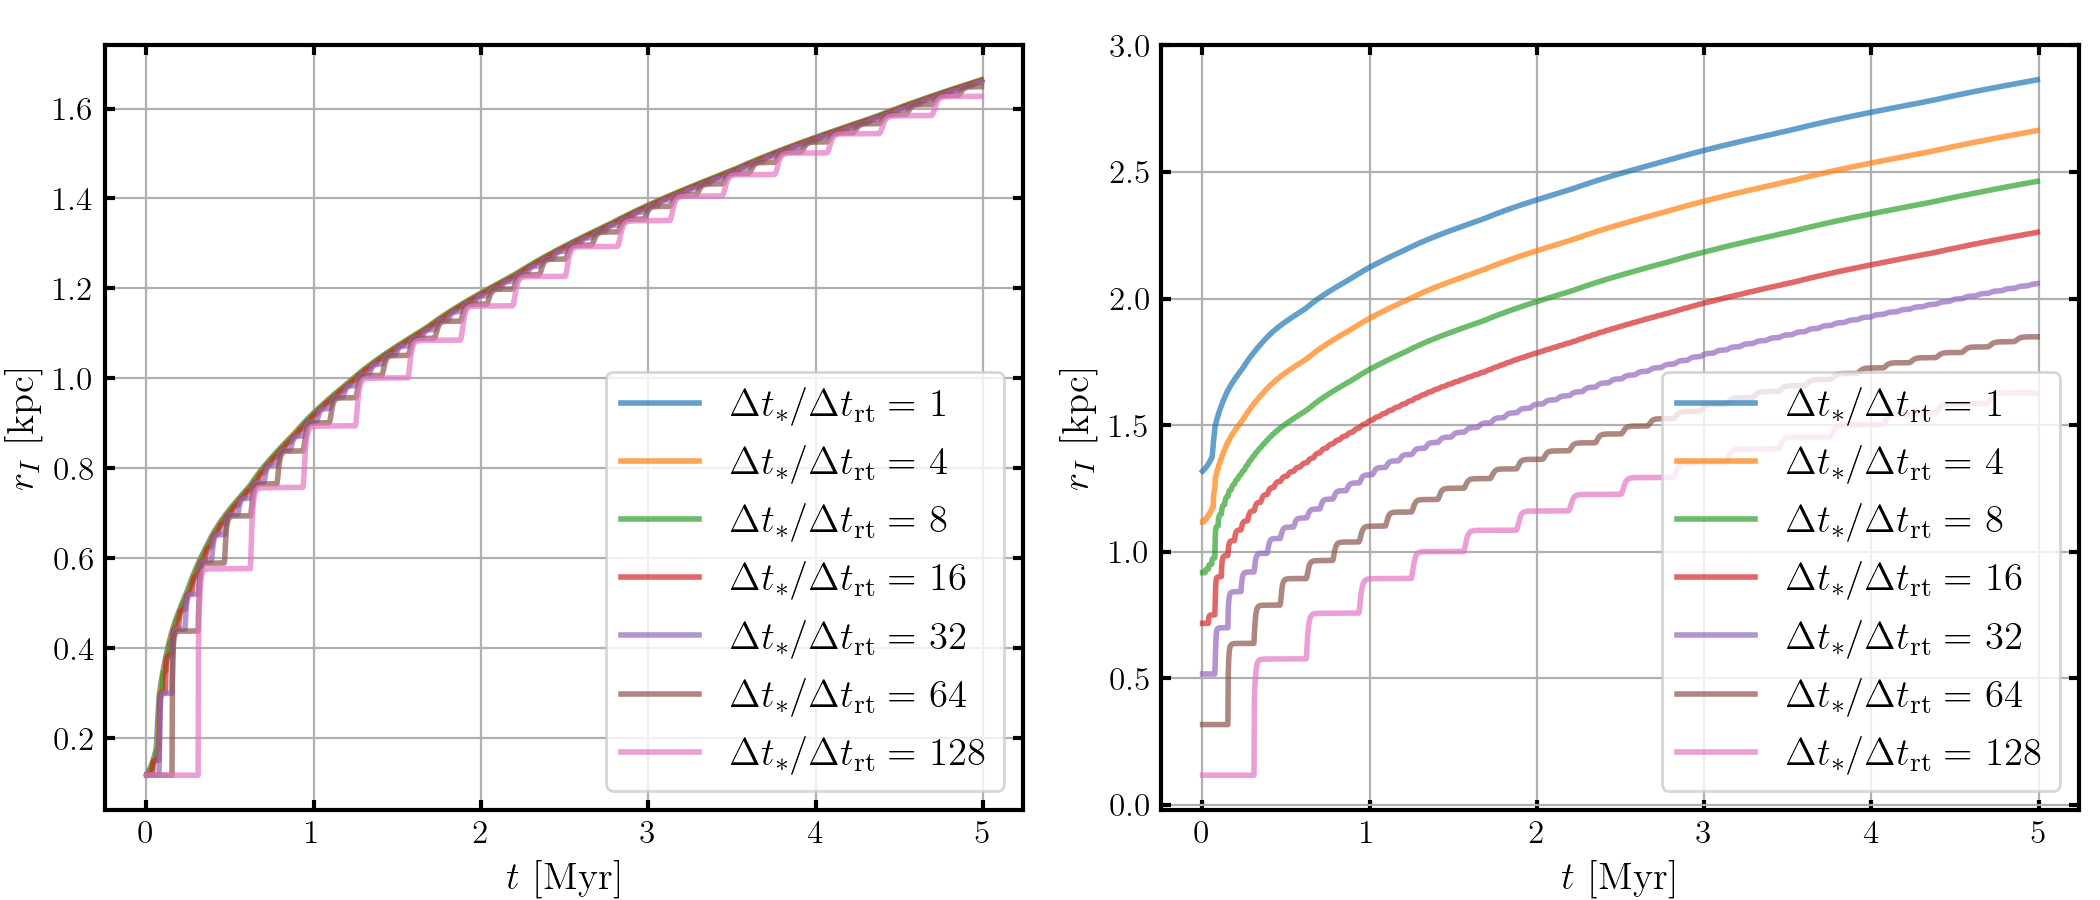 1.6
1.4
1.2
1.0
0.8
0.6
0.4
0.2
r_I [kpc]
Δt_*/Δt_rt = 1
Δt_*/Δt_rt = 4
Δt_*/Δt_rt = 8
Δt_*/Δt_rt = 16
Δt_*/Δt_rt = 32
Δt_*/Δt_rt = 64
Δt_*/Δt_rt = 128
0 1 2 3 4 5
t [Myr]
3.0
2.5
2.0
1.5
1.0
0.5
0.0
r_I [kpc]
Δt_*/Δt_rt = 1
Δt_*/Δt_rt = 4
Δt_*/Δt_rt = 8
Δt_*/Δt_rt = 16
Δt_*/Δt_rt = 32
Δt_*/Δt_rt = 64
Δt_*/Δt_rt = 128
0 1 2 3 4 5
t [Myr]